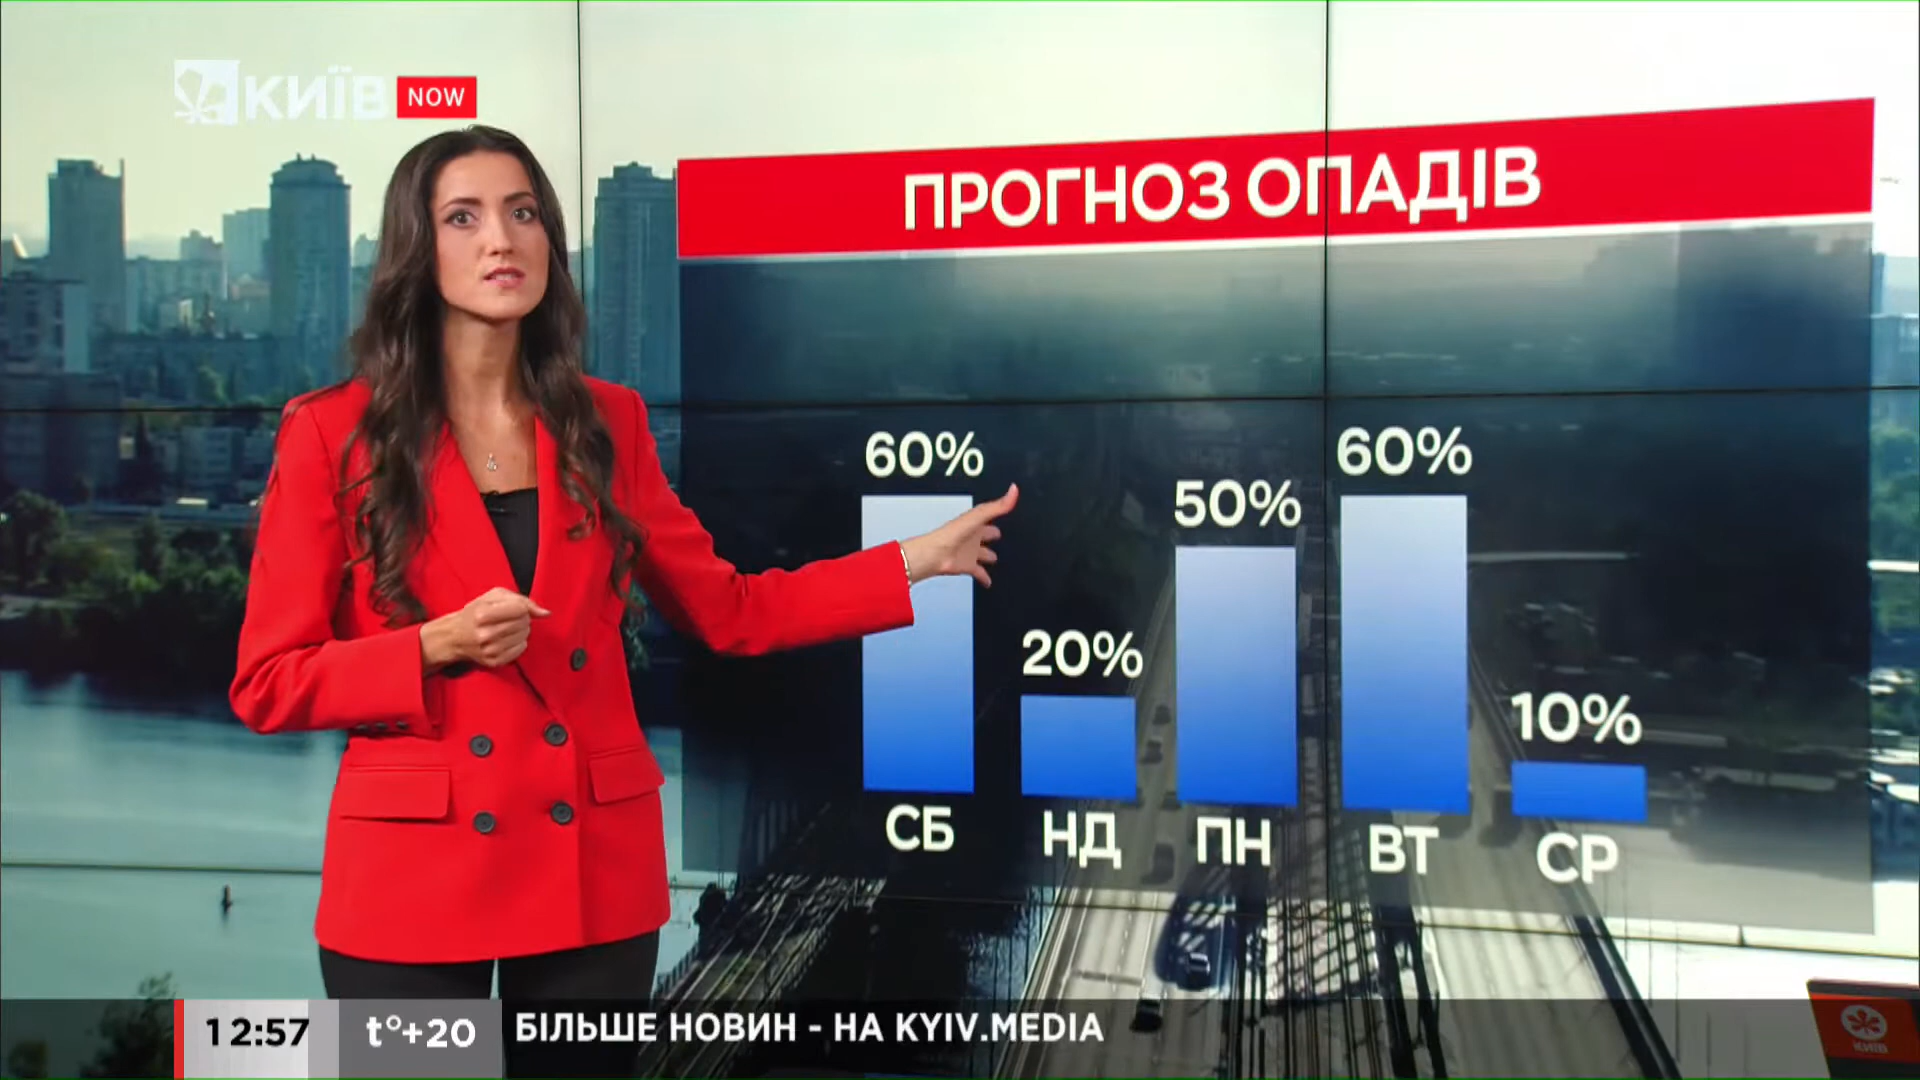 КИЇВ NOW
ПРОГНОЗ ОПАДІВ
60% 20% 50% 60% 10%
СБ НД ПН ВТ СР
12:57 t°+20 БІЛЬШЕ НОВИН - НА KYIV.MEDIA
КИЇВ